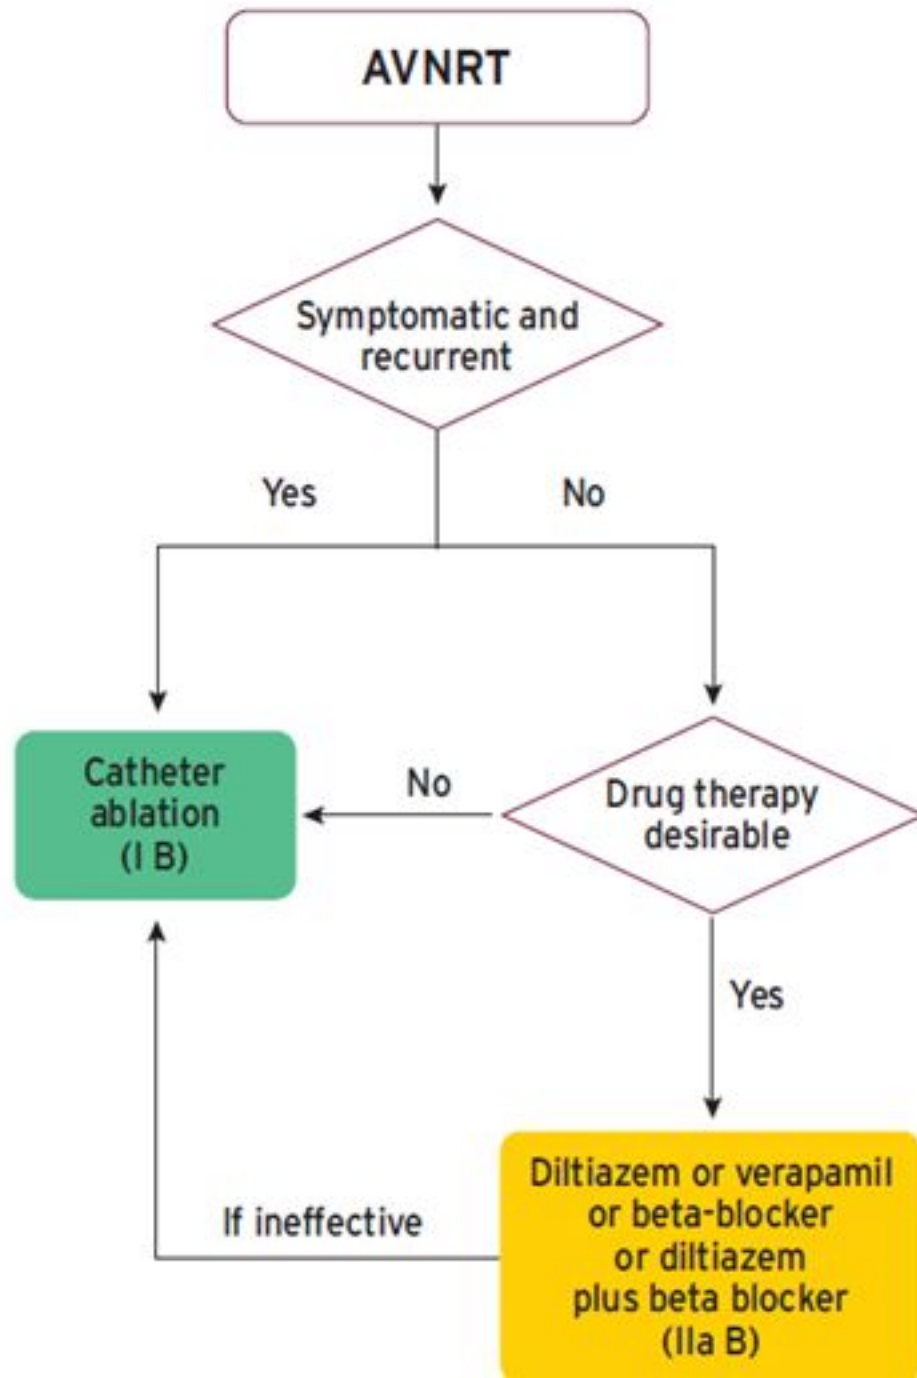 AVNRT
Symptomatic and
recurrent
Yes
No
Catheter
ablation
(I B)
No
Drug therapy
desirable
Yes
If ineffective
Diltiazem or verapamil
or beta-blocker
or diltiazem
plus beta blocker
(IIa B)